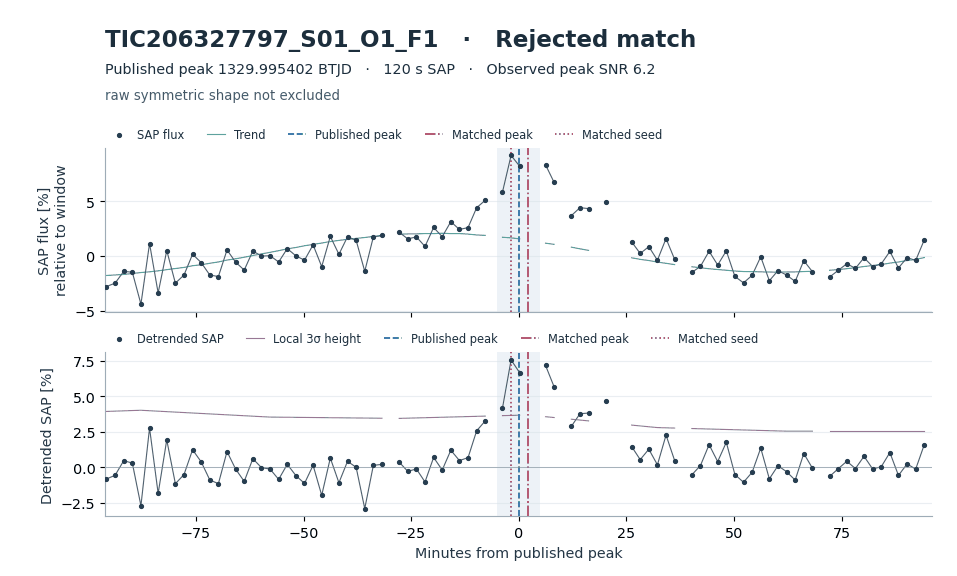 TIC206327797_S01_O1_F1 · Rejected match
Published peak 1329.995402 BTJD · 120 s SAP · Observed peak SNR 6.2
raw symmetric shape not excluded
SAP flux Trend Published peak Matched peak Matched seed
SAP flux [%]
relative to window
5
0
−5
Detrended SAP Local 3σ height Published peak Matched peak Matched seed
Detrended SAP [%]
7.5
5.0
2.5
0.0
−2.5
−75 −50 −25 0 25 50 75
Minutes from published peak